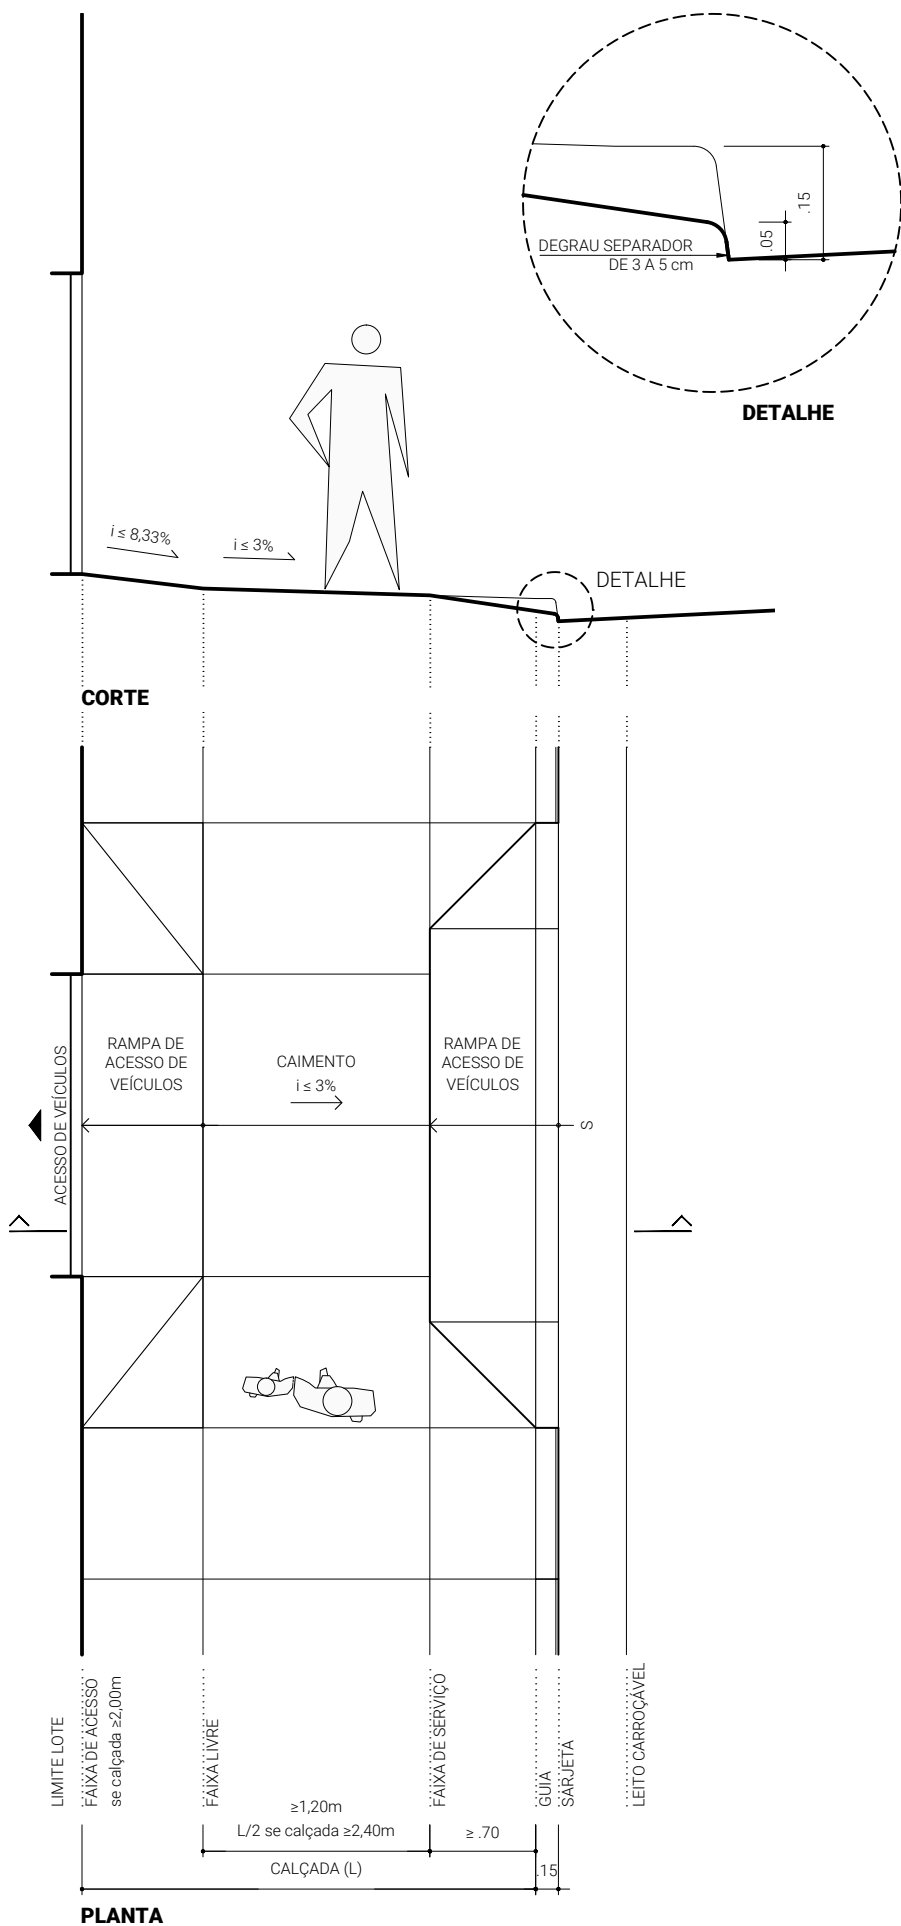 .15
.05
DEGRAU SEPARADOR
DE 3 A 5 cm
DETALHE
i ≤ 8,33%
i ≤ 3%
DETALHE
CORTE
RAMPA DE
ACESSO DE
VEÍCULOS
CAIMENTO
i ≤ 3%
RAMPA DE
ACESSO DE
VEÍCULOS
ACESSO DE VEÍCULOS
S
LIMITE LOTE
FAIXA DE ACESSO
se calçada ≥2,00m
FAIXA LIVRE
FAIXA DE SERVIÇO
GUIA
SARJETA
LEITO CARROÇÁVEL
≥1,20m
L/2 se calçada ≥2,40m
≥ .70
CALÇADA (L)
.15
PLANTA